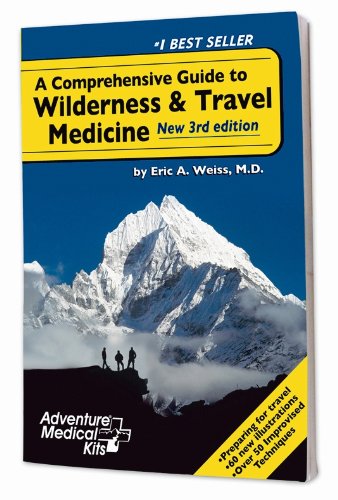 #1 BEST SELLER
A Comprehensive Guide to
Wilderness & Travel
Medicine New 3rd edition
by Eric A. Weiss, M.D.
Adventure®
Medical
Kits
•Preparing for travel
•60 new illustrations
•Over 50 Improvised
Techniques